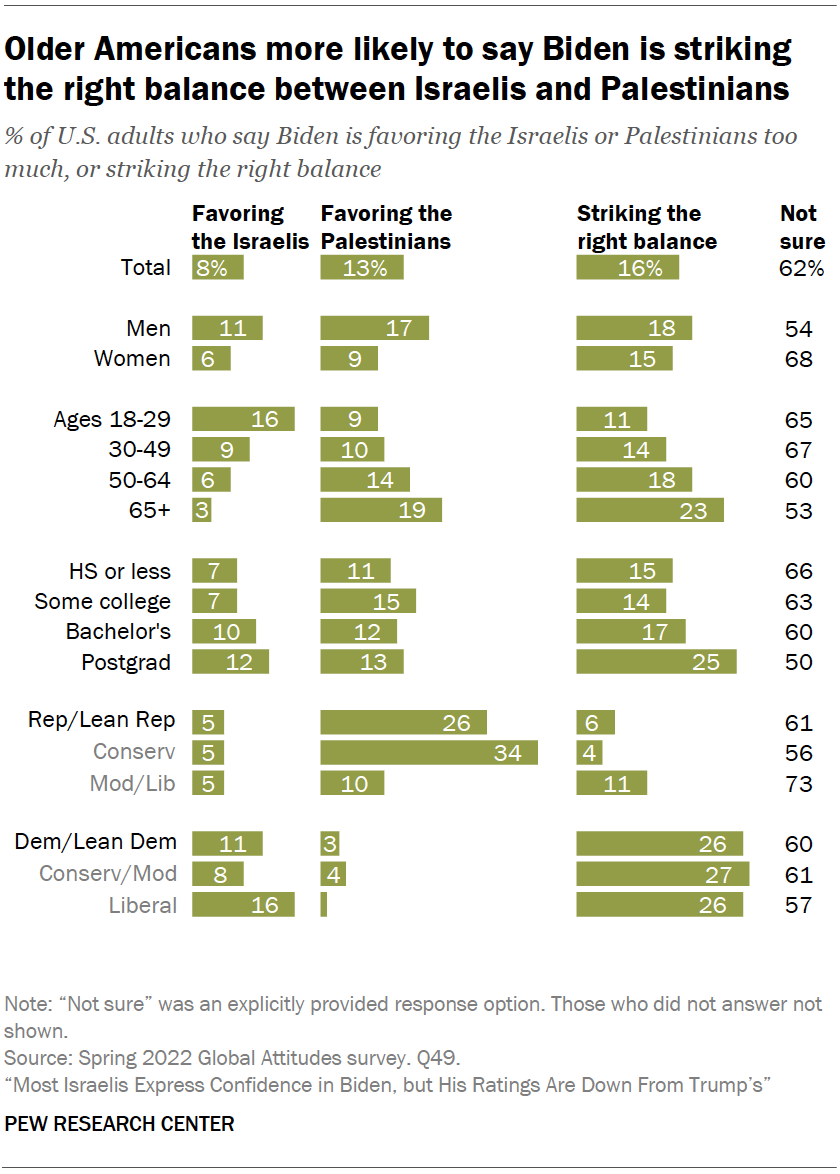 Older Americans more likely to say Biden is striking
the right balance between Israelis and Palestinians
% of U.S. adults who say Biden is favoring the Israelis or Palestinians too
much, or striking the right balance
Favoring the Israelis Favoring the Palestinians Striking the right balance Not sure
Total 8% 13% 16% 62%
Men 11 17 18 54
Women 6 9 15 68
Ages 18-29 16 9 11 65
30-49 9 10 14 67
50-64 6 14 18 60
65+ 3 19 23 53
HS or less 7 11 15 66
Some college 7 15 14 63
Bachelor's 10 12 17 60
Postgrad 12 13 25 50
Rep/Lean Rep 5 26 6 61
Conserv 5 34 4 56
Mod/Lib 5 10 11 73
Dem/Lean Dem 11 3 26 60
Conserv/Mod 8 4 27 61
Liberal 16 26 57
Note: “Not sure” was an explicitly provided response option. Those who did not answer not
shown.
Source: Spring 2022 Global Attitudes survey. Q49.
“Most Israelis Express Confidence in Biden, but His Ratings Are Down From Trump’s”
PEW RESEARCH CENTER